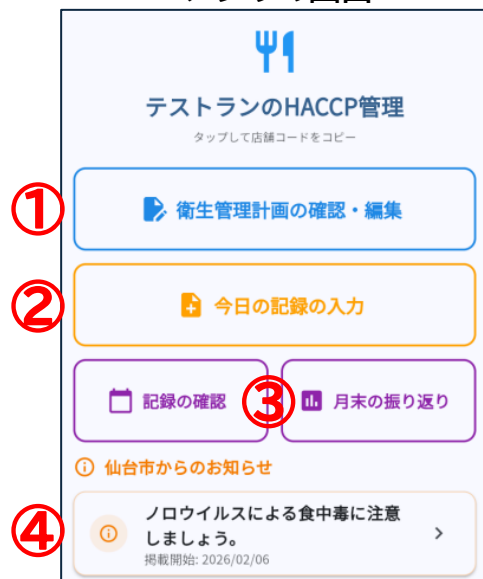 テストランのHACCP管理
タップして店舗コードをコピー
① 衛生管理計画の確認・編集
② 今日の記録の入力
記録の確認 ③ 月末の振り返り
仙台市からのお知らせ
ノロウイルスによる食中毒に注意
④ しましょう。
掲載開始: 2026/02/06